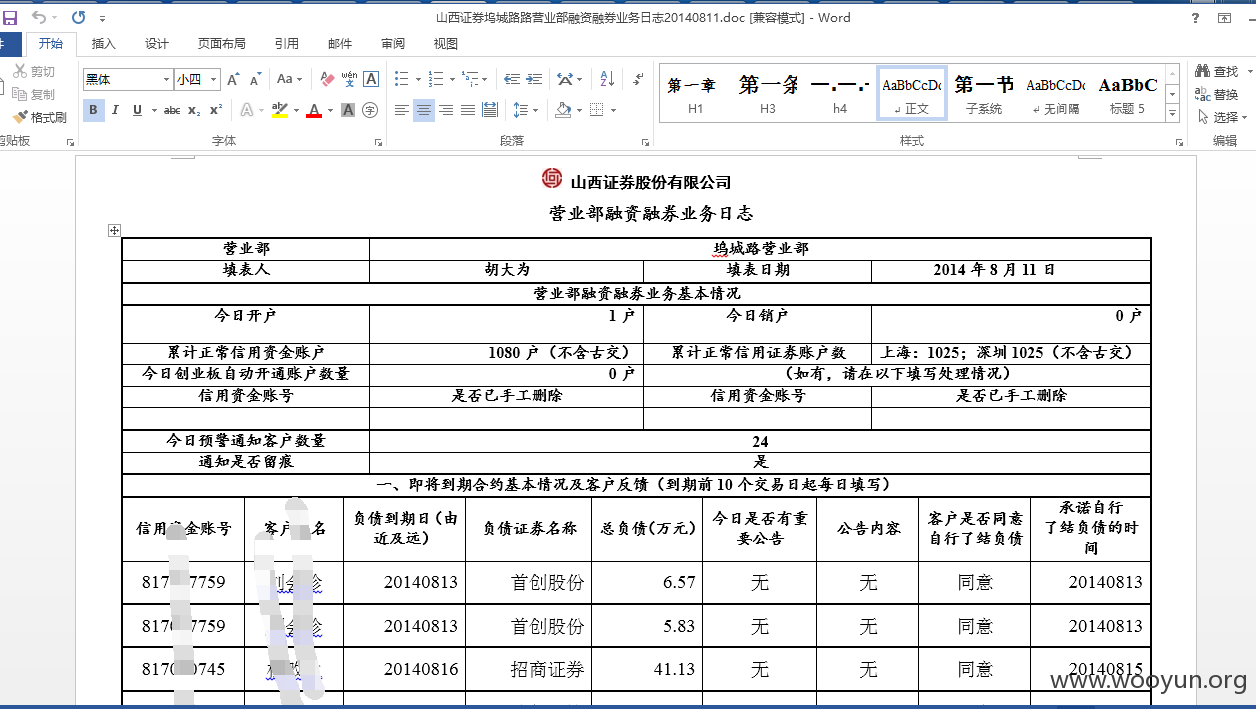 山西证券坞城路路营业部融资融券业务日志20140811.doc [兼容模式] - Word
开始 插入 设计 页面布局 引用 邮件 审阅 视图
剪切
复制
格式刷
黑体 小四
B I U abc
AaBbCcDc AaBbCcDc AaBbC
第一章 第一条 第一节
H1 H3 h4 正文 子系统 无间隔 标题 5
查找
替换
选择
剪贴板 字体 段落 样式 编辑
山西证券股份有限公司
营业部融资融券业务日志
营业部 坞城路营业部
填表人 胡大为 填表日期 2014 年 8 月 11 日
营业部融资融券业务基本情况
今日开户 1 户 今日销户 0 户
累计正常信用资金账户 1080 户（不含古交） 累计正常信用证券账户数 上海：1025；深圳 1025（不含古交）
今日创业板自动开通账户数量 0 户 （如有，请在以下填写处理情况）
信用资金账号 是否已手工删除 信用资金账号 是否已手工删除
今日预警通知客户数量 24
通知是否留痕 是
一、即将到期合约基本情况及客户反馈（到期前 10 个交易日起每日填写）
信用资金账号 客户 名 负债到期日（由近及远） 负债证券名称 总负债(万元) 今日是否有重要公告 公告内容 客户是否同意自行了结负债 承诺自行了结负债的时间
817 7759 20140813 首创股份 6.57 无 无 同意 20140813
817 7759 20140813 首创股份 5.83 无 无 同意 20140813
817 0745 20140816 招商证券 41.13 无 无 同意 20140815
www.wooyun.org